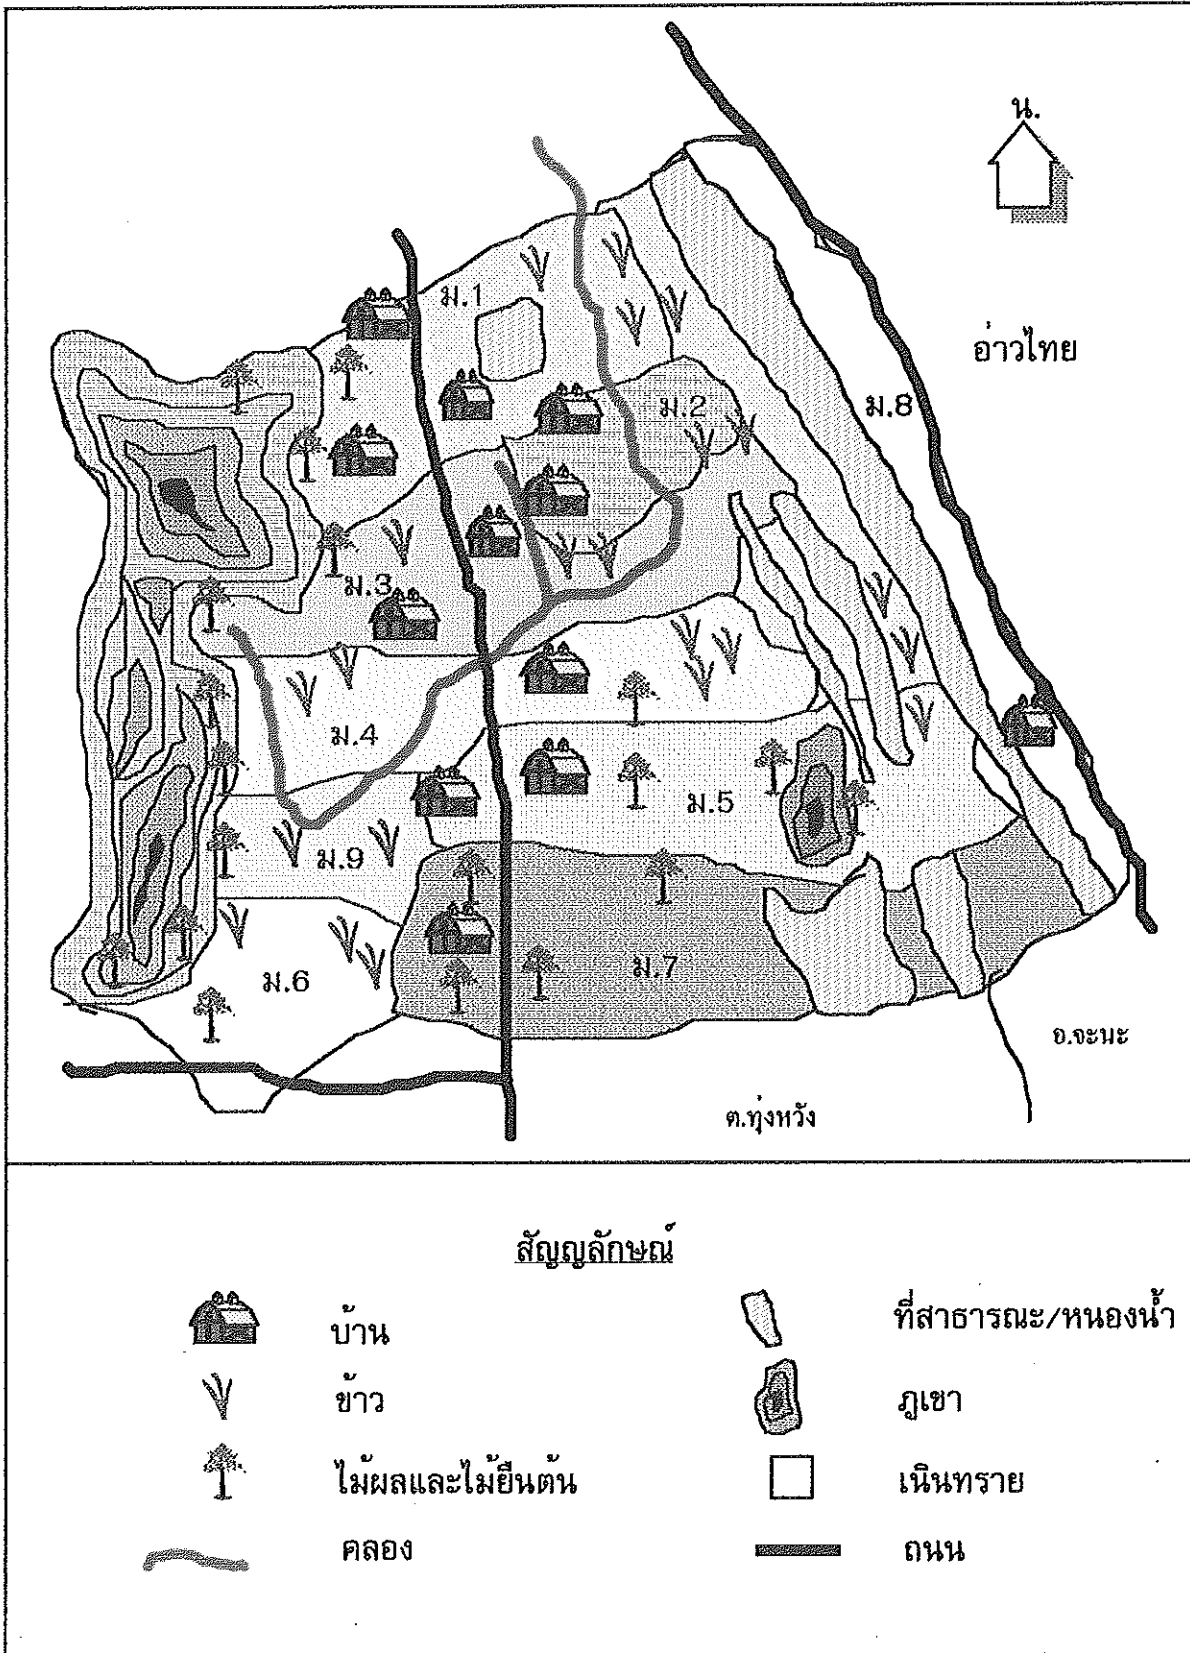 น.
ม.1
อ่าวไทย
ม.2
ม.8
ม.3
ม.4
ม.5
ม.9
ม.7
ม.6
อ.จะนะ
ต.ทุ่งหวัง
สัญญลักษณ์
บ้าน
ที่สาธารณะ/หนองน้ำ
ข้าว
ภูเขา
ไม้ผลและไม้ยืนต้น
เนินทราย
คลอง
ถนน